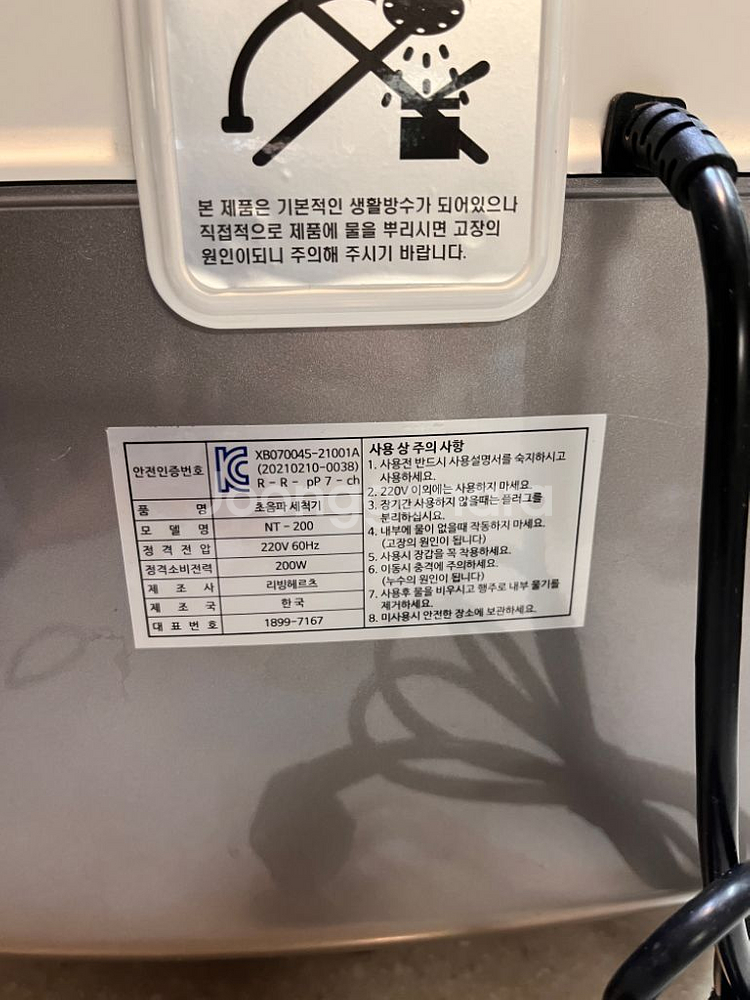 본 제품은 기본적인 생활방수가 되어있으나
직접적으로 제품에 물을 뿌리시면 고장의
원인이되니 주의해 주시기 바랍니다.
안전인증번호
XB070045-21001A
(20210210-0038)
R - R - pP 7 - ch
품 명 초음파 세척기
모 델 명 NT - 200
정 격 전 압 220V 60Hz
정격소비전력 200W
제 조 사 리빙헤르츠
제 조 국 한국
대 표 번 호 1899-7167
사용 상 주의 사항
1. 사용전 반드시 사용설명서를 숙지하시고
사용하세요.
2. 220V 이외에는 사용하지 마세요.
3. 장기간 사용하지 않을때는 플러그를
분리하십시요.
4. 내부에 물이 없을때 작동하지 마세요.
(고장의 원인이 됩니다)
5. 사용시 장갑을 꼭 착용하세요.
6. 이동시 충격에 주의하세요.
(누수의 원인이 됩니다)
7. 사용후 물을 비우시고 행주로 내부 물기를
제거하세요.
8. 미사용시 안전한 장소에 보관하세요.